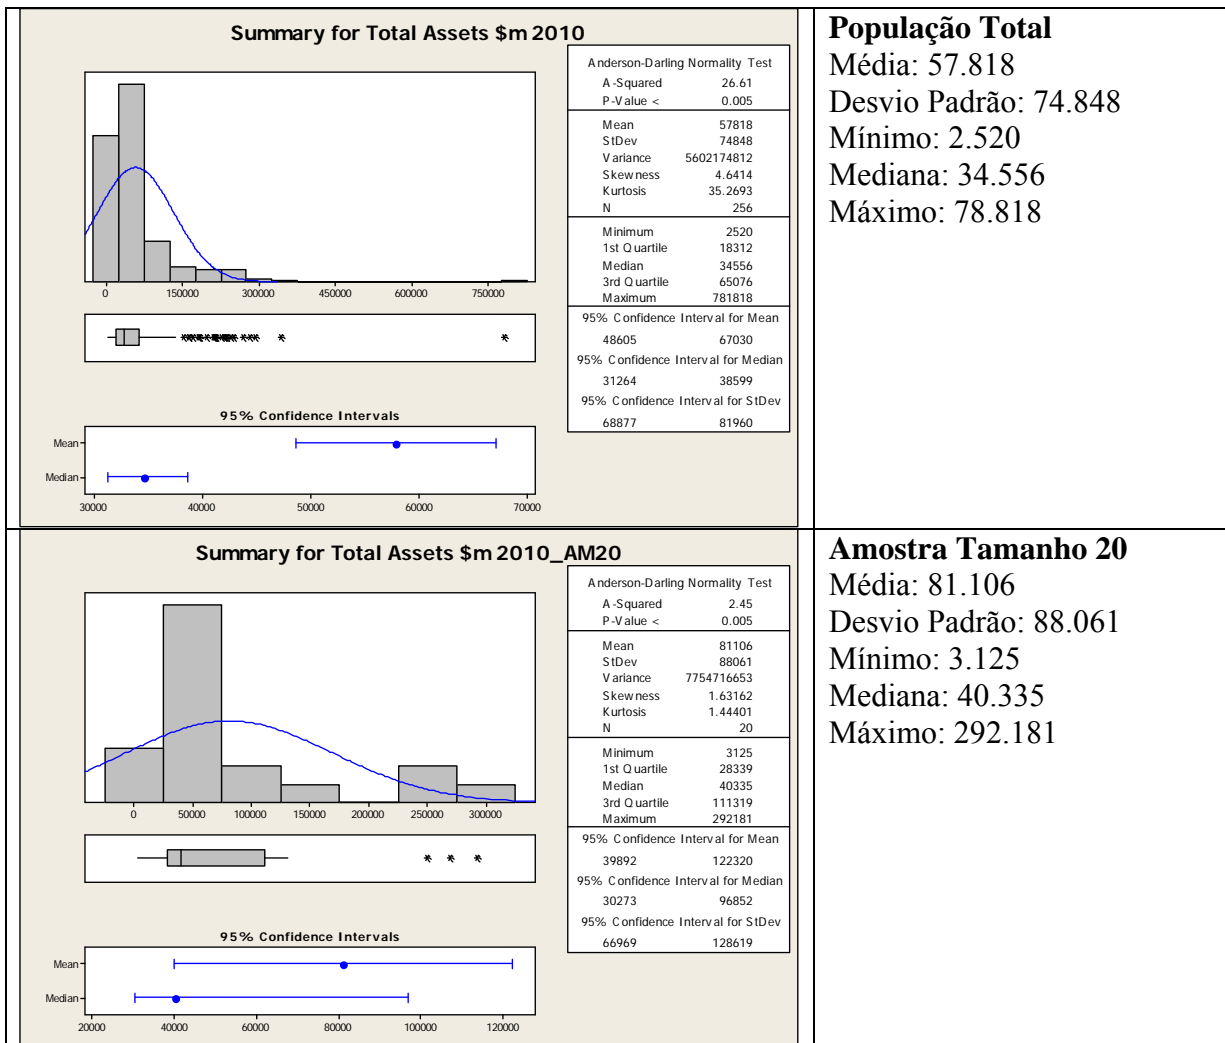 Summary for Total Assets $m 2010
0 150000 300000 450000 600000 750000
95% Confidence Intervals
Mean
Median
30000 40000 50000 60000 70000
Anderson-Darling Normality Test
A-Squared 26.61
P-Value < 0.005
Mean 57818
StDev 74848
Variance 5602174812
Skewness 4.6414
Kurtosis 35.2693
N 256
Minimum 2520
1st Quartile 18312
Median 34556
3rd Quartile 65076
Maximum 781818
95% Confidence Interval for Mean
48605 67030
95% Confidence Interval for Median
31264 38599
95% Confidence Interval for StDev
68877 81960
População Total
Média: 57.818
Desvio Padrão: 74.848
Mínimo: 2.520
Mediana: 34.556
Máximo: 78.818
Summary for Total Assets $m 2010_AM20
0 50000 100000 150000 200000 250000 300000
95% Confidence Intervals
Mean
Median
20000 40000 60000 80000 100000 120000
Anderson-Darling Normality Test
A-Squared 2.45
P-Value < 0.005
Mean 81106
StDev 88061
Variance 7754716653
Skewness 1.63162
Kurtosis 1.44401
N 20
Minimum 3125
1st Quartile 28339
Median 40335
3rd Quartile 111319
Maximum 292181
95% Confidence Interval for Mean
39892 122320
95% Confidence Interval for Median
30273 96852
95% Confidence Interval for StDev
66969 128619
Amostra Tamanho 20
Média: 81.106
Desvio Padrão: 88.061
Mínimo: 3.125
Mediana: 40.335
Máximo: 292.181